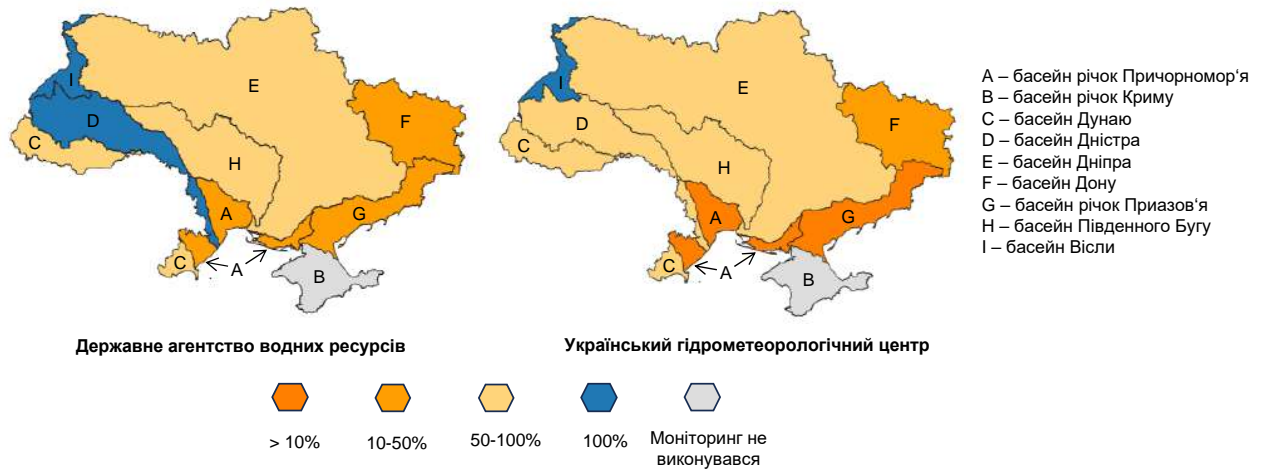 I
E
D
F
C
H
A
G
C
A
B
I
E
D
F
C
H
A
G
C
A
B
A – басейн річок Причорномор‘я
B – басейн річок Криму
C – басейн Дунаю
D – басейн Дністра
E – басейн Дніпра
F – басейн Дону
G – басейн річок Приазов‘я
H – басейн Південного Бугу
I – басейн Вісли
Державне агентство водних ресурсів
Український гідрометеорологічний центр
> 10%
10-50%
50-100%
100%
Моніторинг не
виконувався